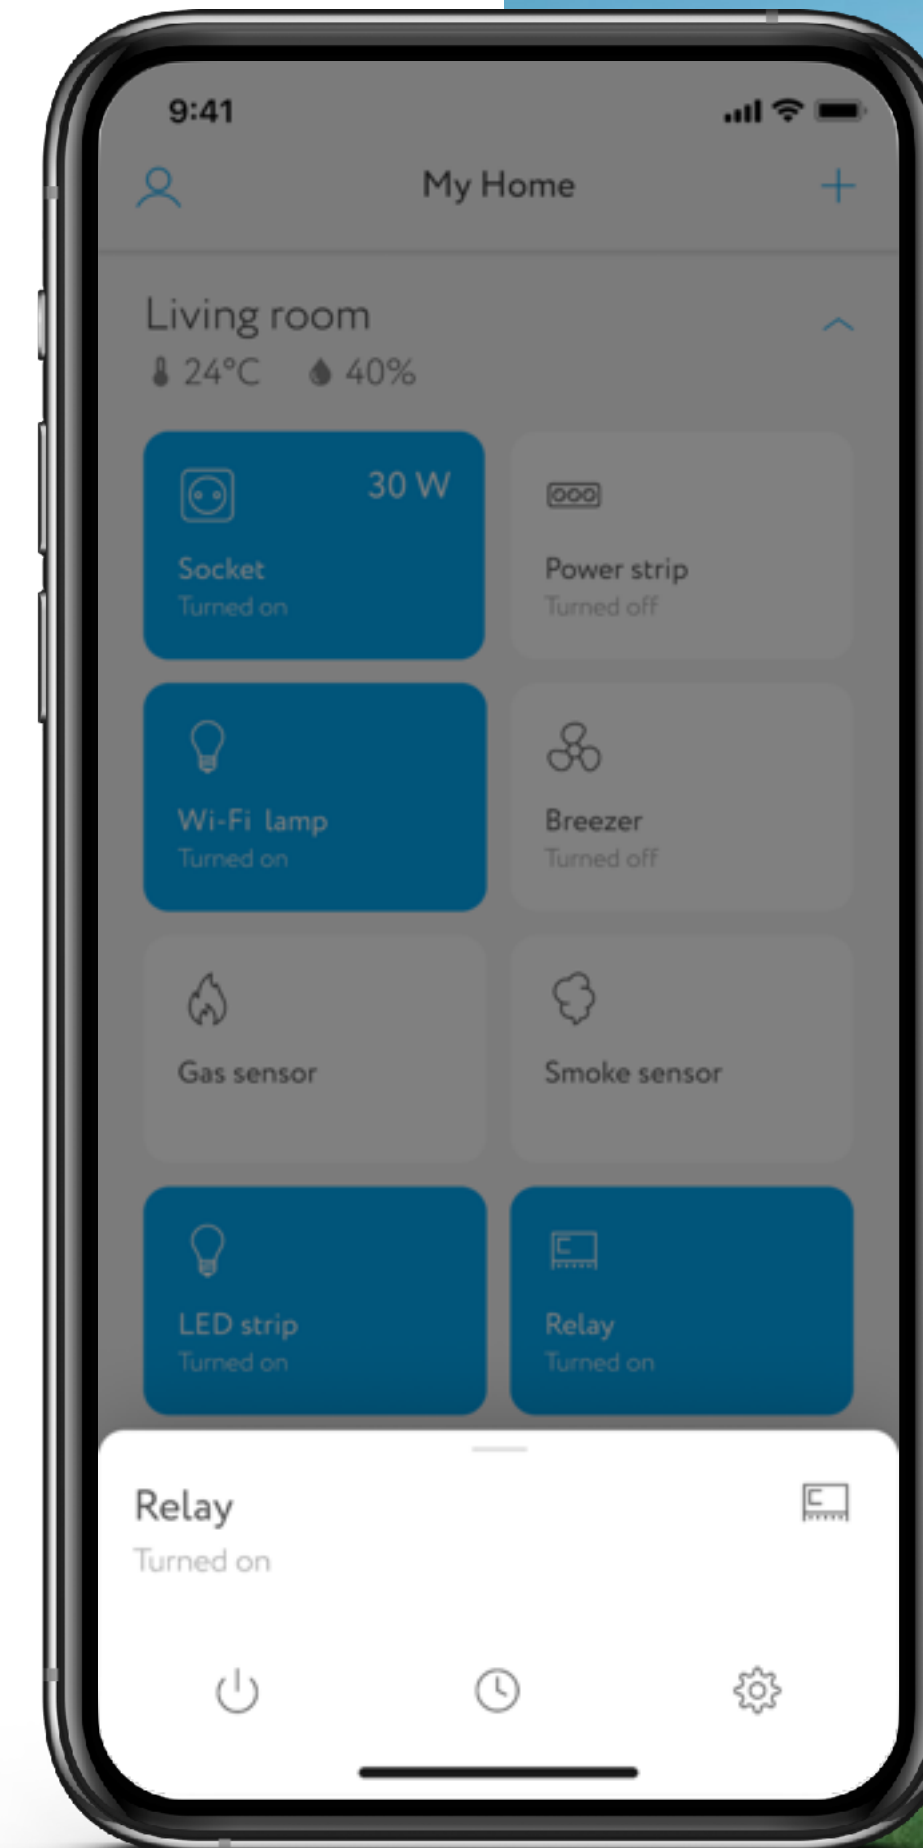 9:41
My Home
Living room
24°C 40%
30 W
Socket
Turned on
Power strip
Turned off
Wi-Fi lamp
Turned on
Breezer
Turned off
Gas sensor
Smoke sensor
LED strip
Turned on
Relay
Turned on
Relay
Turned on